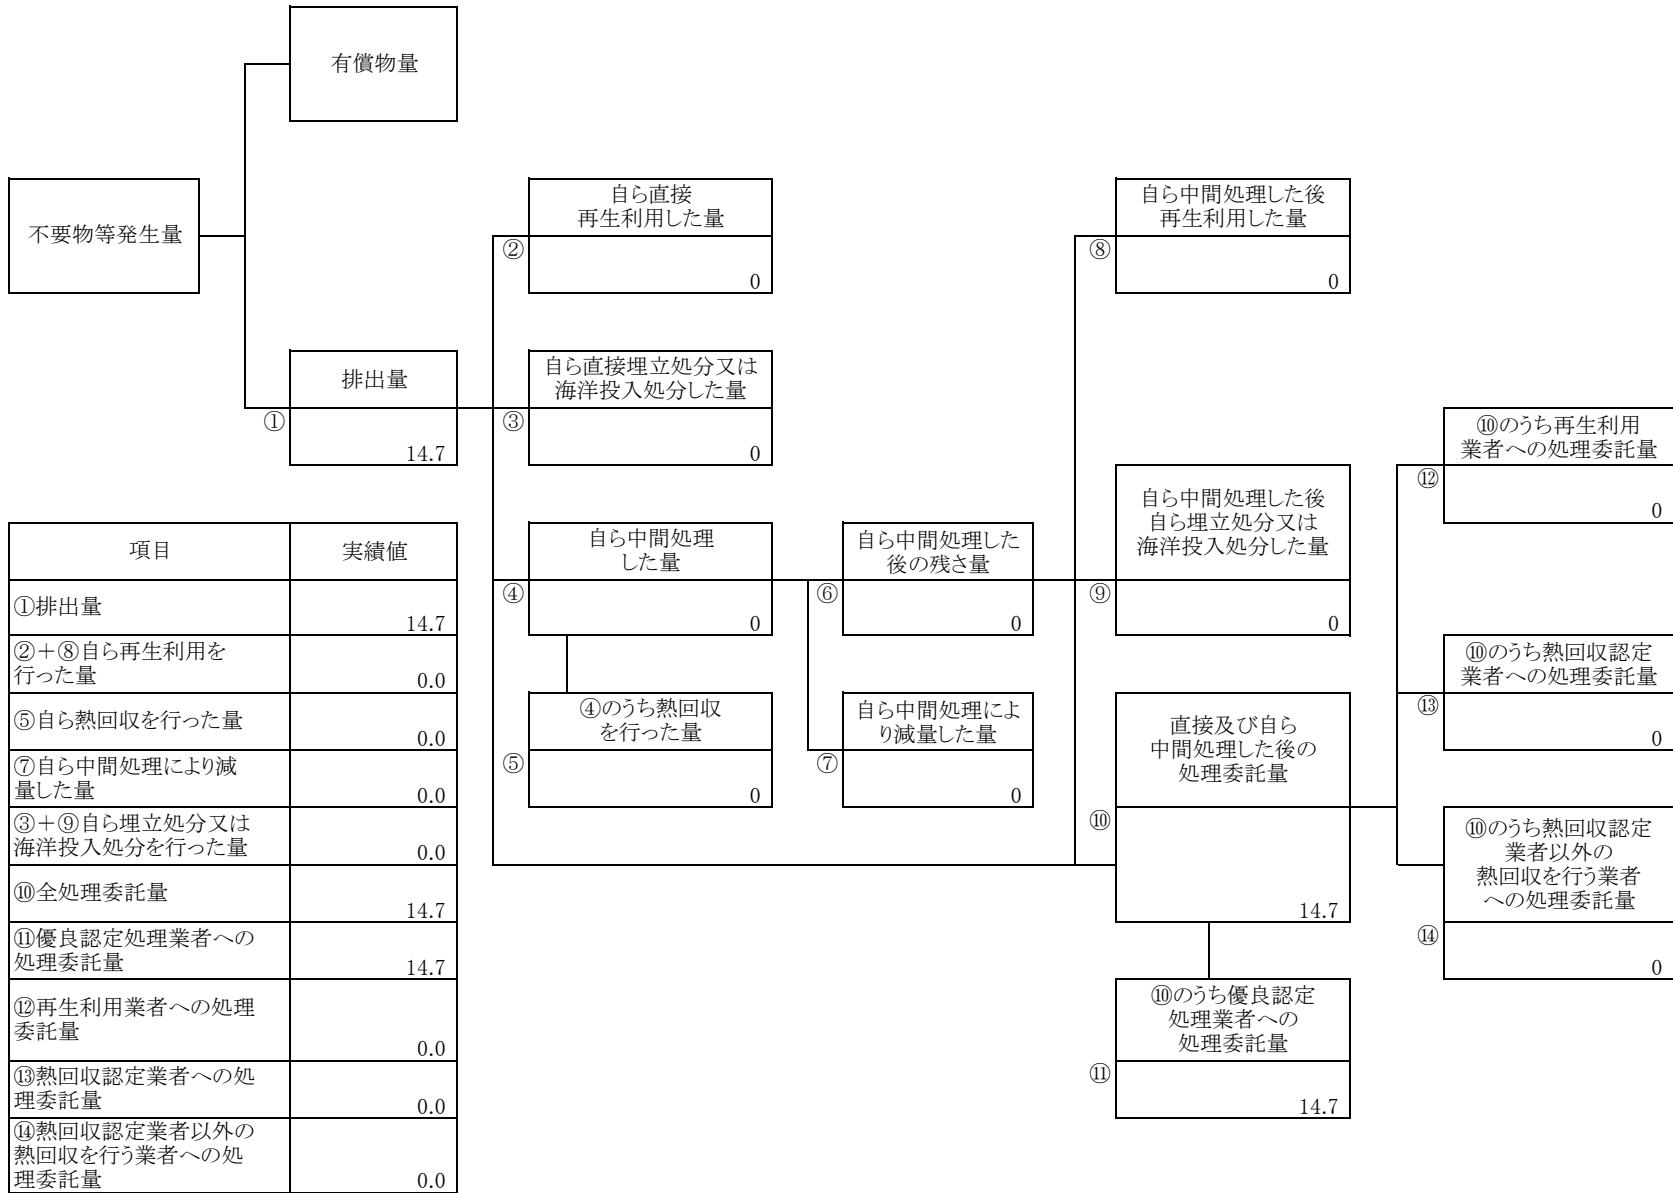 有償物量
不要物等発生量
自ら直接
再生利用した量
②
0
自ら中間処理した後
再生利用した量
⑧
0
排出量
①
14.7
自ら直接埋立処分又は
海洋投入処分した量
③
0
⑩のうち再生利用
業者への処理委託量
⑫
0
自ら中間処理した後
自ら埋立処分又は
海洋投入処分した量
⑨
0
自ら中間処理
した量
④
0
自ら中間処理した
後の残さ量
⑥
0
⑩のうち熱回収認定
業者への処理委託量
⑬
0
④のうち熱回収
を行った量
⑤
0
自ら中間処理によ
り減量した量
⑦
0
直接及び自ら
中間処理した後の
処理委託量
⑩
14.7
⑩のうち熱回収認定
業者以外の
熱回収を行う業者
への処理委託量
⑭
0
⑩のうち優良認定
処理業者への
処理委託量
⑪
14.7
項目 実績値
①排出量
14.7
②+⑧自ら再生利用を
行った量
0.0
⑤自ら熱回収を行った量
0.0
⑦自ら中間処理により減
量した量
0.0
③+⑨自ら埋立処分又は
海洋投入処分を行った量
0.0
⑩全処理委託量
14.7
⑪優良認定処理業者への
処理委託量
14.7
⑫再生利用業者への処理
委託量
0.0
⑬熱回収認定業者への処
理委託量
0.0
⑭熱回収認定業者以外の
熱回収を行う業者への処
理委託量
0.0